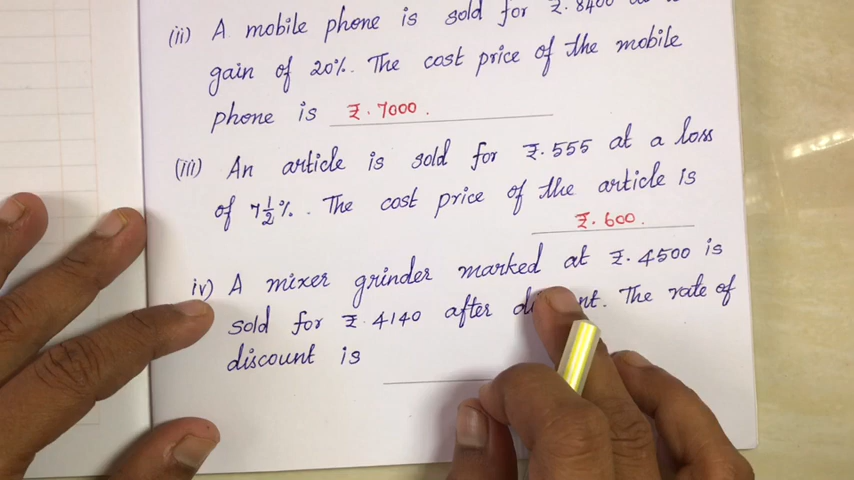 (ii) A mobile phone is sold for ₹. 8400
gain of 20%. The cost price of the mobile
phone is ₹. 7000.
(iii) An article is sold for ₹. 555 at a loss
of 7 1/2 %. The cost price of the article is
₹. 600.
iv) A mixer grinder marked at ₹. 4500 is
sold for ₹. 4140 after The rate of
discount is